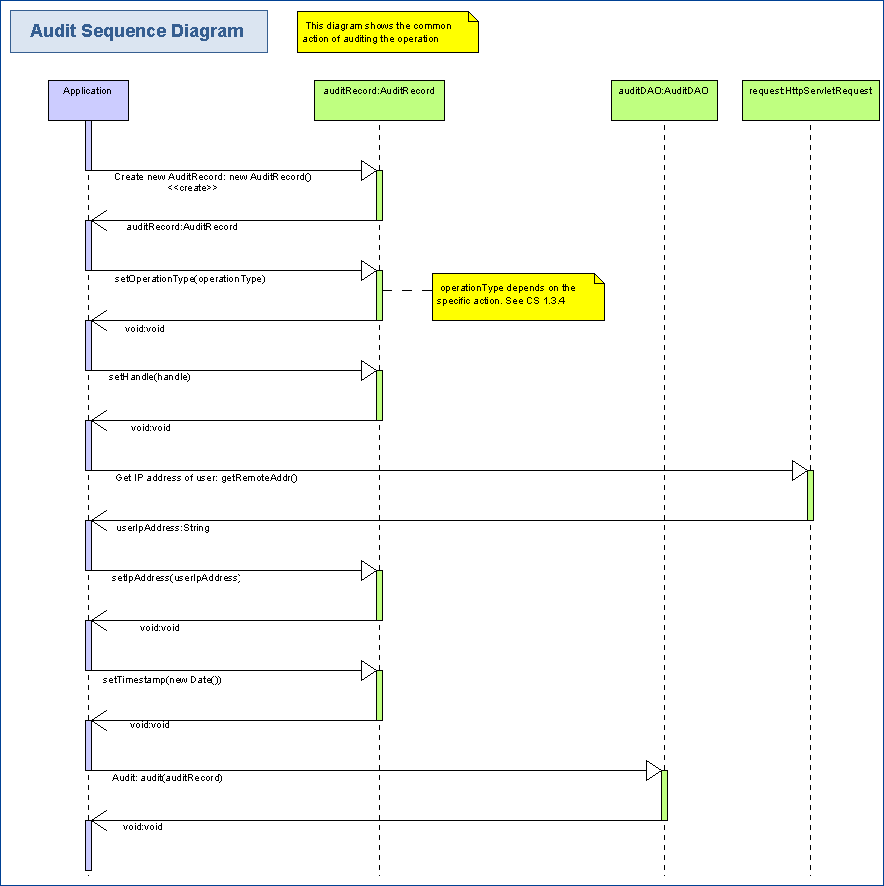 Audit Sequence Diagram
This diagram shows the common
action of auditing the operation
Application
auditRecord:AuditRecord
auditDAO:AuditDAO
request:HttpServletRequest
Create new AuditRecord: new AuditRecord()
<<create>>
auditRecord:AuditRecord
setOperationType(operationType)
operationType depends on the
specific action. See CS 1.3.4
void:void
setHandle(handle)
void:void
Get IP address of user: getRemoteAddr()
userIpAddress:String
setIpAddress(userIpAddress)
void:void
setTimestamp(new Date())
void:void
Audit: audit(auditRecord)
void:void